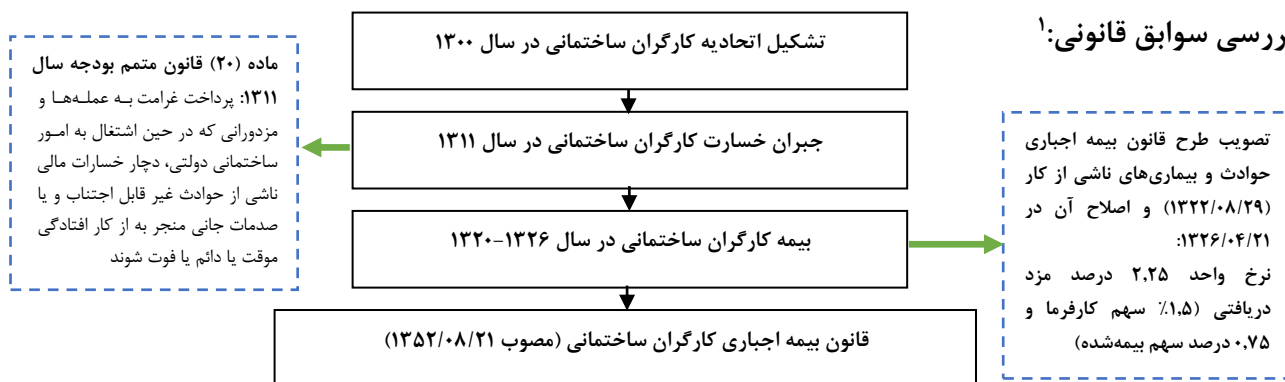 ررسی سوابق قانونی:۱
تشکیل اتحادیه کارگران ساختمانی در سال ۱۳۰۰
ماده (۲۰) قانون متمم بودجه سال
۱۳۱۱: پرداخت غرامت به عمله‌ها و
مزدورانی که در حین اشتغال به امور
ساختمانی دولتی، دچار خسارات مالی
ناشی از حوادث غیر قابل اجتناب و یا
صدمات جانی منجر به از کار افتادگی
موقت یا دائم یا فوت شوند
جبران خسارت کارگران ساختمانی در سال ۱۳۱۱
تصویب طرح قانون بیمه اجباری
حوادث و بیماری‌های ناشی از کار
(۱۳۲۲/۰۸/۲۹) و اصلاح آن در
۱۳۲۶/۰۴/۲۱:
نرخ واحد ۲,۲۵ درصد مزد
دریافتی (۱,۵٪ سهم کارفرما و
۰,۷۵ درصد سهم بیمه‌شده)
بیمه کارگران ساختمانی در سال ۱۳۲۶-۱۳۲۰
قانون بیمه اجباری کارگران ساختمانی (مصوب ۱۳۵۲/۰۸/۲۱)